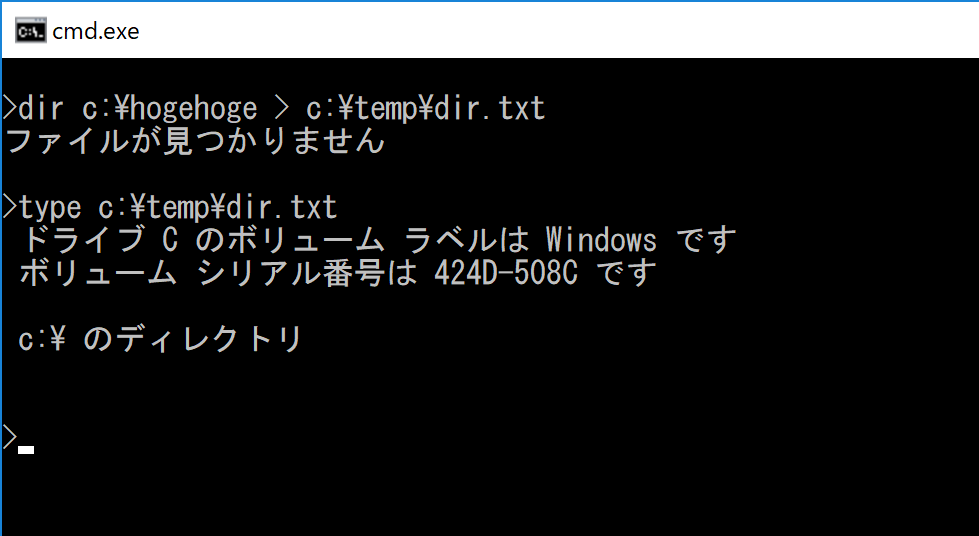 cmd.exe
>dir c:¥hogehoge > c:¥temp¥dir.txt
ファイルが見つかりません
>type c:¥temp¥dir.txt
ドライブ C のボリューム ラベルは Windows です
ボリューム シリアル番号は 424D-508C です
c:¥ のディレクトリ
>